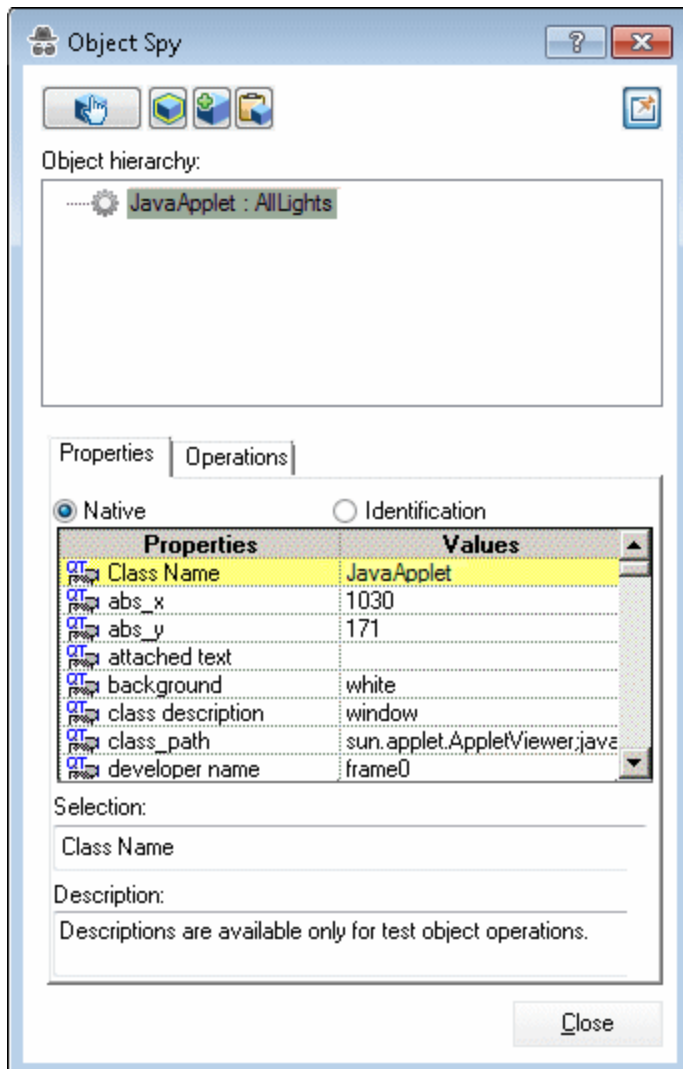 Object Spy
Object hierarchy:
JavaApplet : AllLights
Properties Operations
Native Identification
Properties Values
Class Name JavaApplet
abs_x 1030
abs_y 171
attached text
background white
class description window
class_path sun.applet.AppletViewer;java
developer name frame0
Selection:
Class Name
Description:
Descriptions are available only for test object operations.
Close